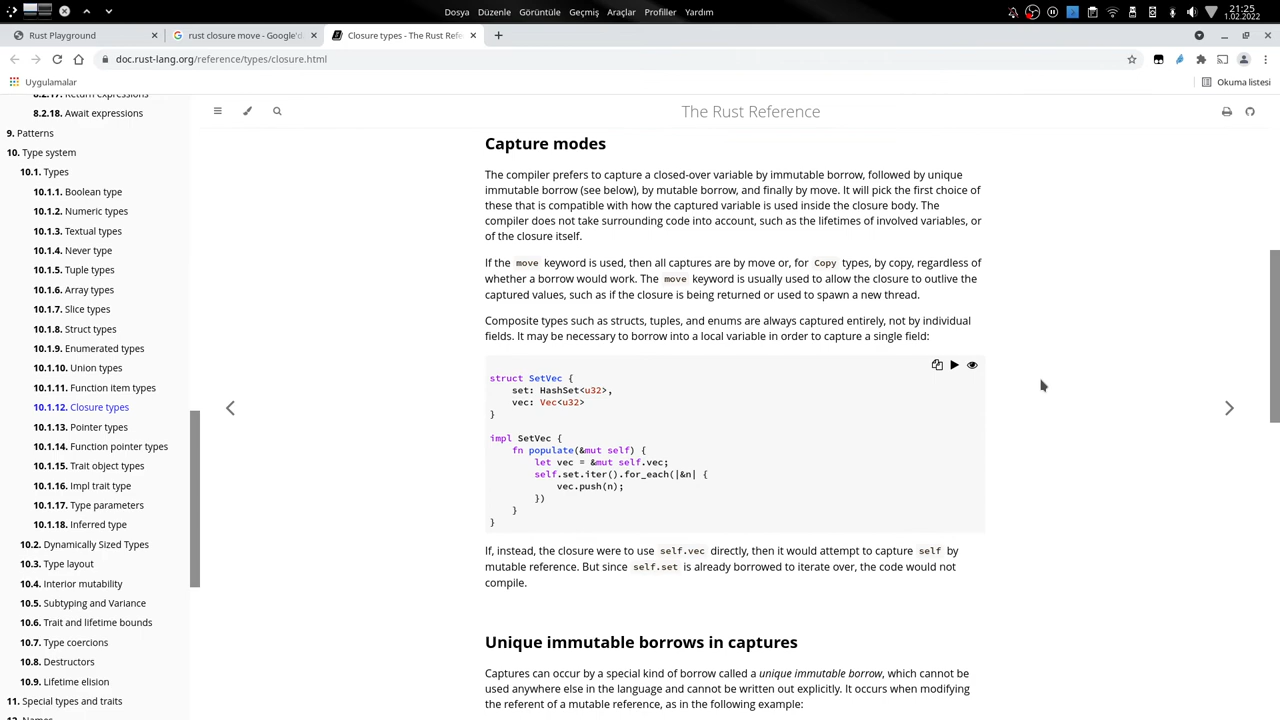 Dosya Düzenle Görüntüle Geçmiş Araçlar Profiller Yardım
21:25
1.02.2022
Rust Playground
rust closure move - Google'd
Closure types - The Rust Refe
doc.rust-lang.org/reference/types/closure.html
Uygulamalar
Okuma listesi
8.2.17. Return expressions
8.2.18. Await expressions
9. Patterns
10. Type system
10.1. Types
10.1.1. Boolean type
10.1.2. Numeric types
10.1.3. Textual types
10.1.4. Never type
10.1.5. Tuple types
10.1.6. Array types
10.1.7. Slice types
10.1.8. Struct types
10.1.9. Enumerated types
10.1.10. Union types
10.1.11. Function item types
10.1.12. Closure types
10.1.13. Pointer types
10.1.14. Function pointer types
10.1.15. Trait object types
10.1.16. Impl trait type
10.1.17. Type parameters
10.1.18. Inferred type
10.2. Dynamically Sized Types
10.3. Type layout
10.4. Interior mutability
10.5. Subtyping and Variance
10.6. Trait and lifetime bounds
10.7. Type coercions
10.8. Destructors
10.9. Lifetime elision
11. Special types and traits
12. Names
The Rust Reference
Capture modes
The compiler prefers to capture a closed-over variable by immutable borrow, followed by unique
immutable borrow (see below), by mutable borrow, and finally by move. It will pick the first choice of
these that is compatible with how the captured variable is used inside the closure body. The
compiler does not take surrounding code into account, such as the lifetimes of involved variables, or
of the closure itself.
If the move keyword is used, then all captures are by move or, for Copy types, by copy, regardless of
whether a borrow would work. The move keyword is usually used to allow the closure to outlive the
captured values, such as if the closure is being returned or used to spawn a new thread.
Composite types such as structs, tuples, and enums are always captured entirely, not by individual
fields. It may be necessary to borrow into a local variable in order to capture a single field:
struct SetVec {
set: HashSet<u32>,
vec: Vec<u32>
}
impl SetVec {
fn populate(&mut self) {
let vec = &mut self.vec;
self.set.iter().for_each(|&n| {
vec.push(n);
})
}
}
If, instead, the closure were to use self.vec directly, then it would attempt to capture self by
mutable reference. But since self.set is already borrowed to iterate over, the code would not
compile.
Unique immutable borrows in captures
Captures can occur by a special kind of borrow called a unique immutable borrow, which cannot be
used anywhere else in the language and cannot be written out explicitly. It occurs when modifying
the referent of a mutable reference, as in the following example: